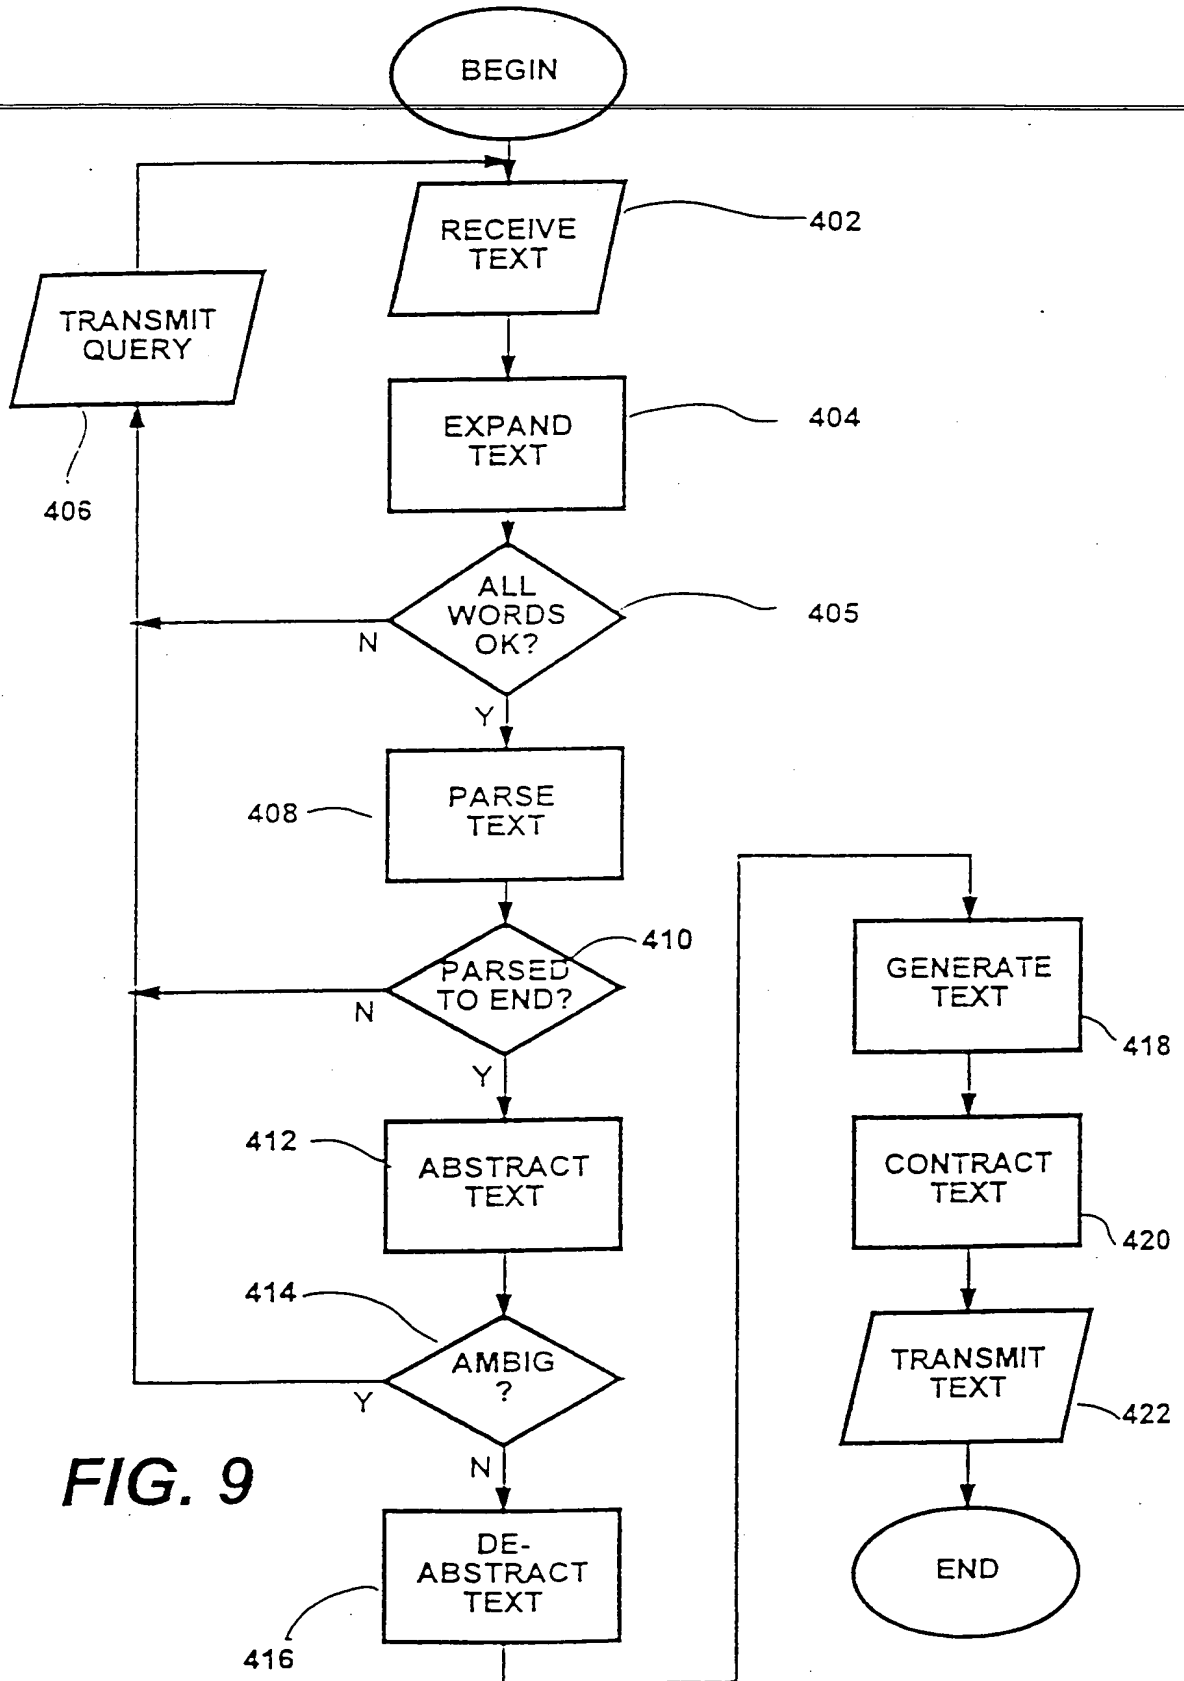 BEGIN
RECEIVE
TEXT
402
TRANSMIT
QUERY
406
EXPAND
TEXT
404
ALL
WORDS
OK?
405
N
Y
PARSE
TEXT
408
PARSED
TO END?
410
N
Y
ABSTRACT
TEXT
412
AMBIG
?
414
Y
N
DE-
ABSTRACT
TEXT
416
GENERATE
TEXT
418
CONTRACT
TEXT
420
TRANSMIT
TEXT
422
END
FIG. 9